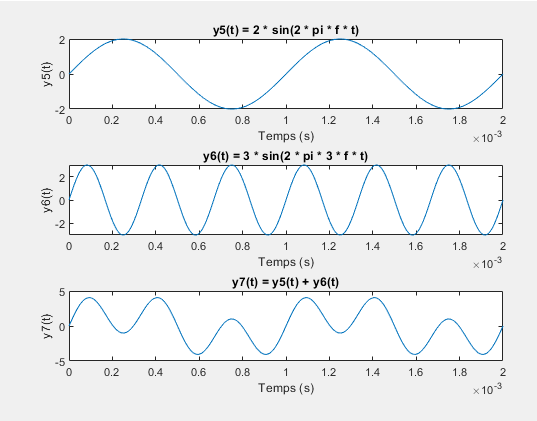 y5(t) = 2 * sin(2 * pi * f * t)
2
0
-2
y5(t)
0 0.2 0.4 0.6 0.8 1 1.2 1.4 1.6 1.8 2
Temps (s)
×10-3
y6(t) = 3 * sin(2 * pi * 3 * f * t)
2
0
-2
y6(t)
0 0.2 0.4 0.6 0.8 1 1.2 1.4 1.6 1.8 2
Temps (s)
×10-3
y7(t) = y5(t) + y6(t)
5
0
-5
y7(t)
0 0.2 0.4 0.6 0.8 1 1.2 1.4 1.6 1.8 2
Temps (s)
×10-3